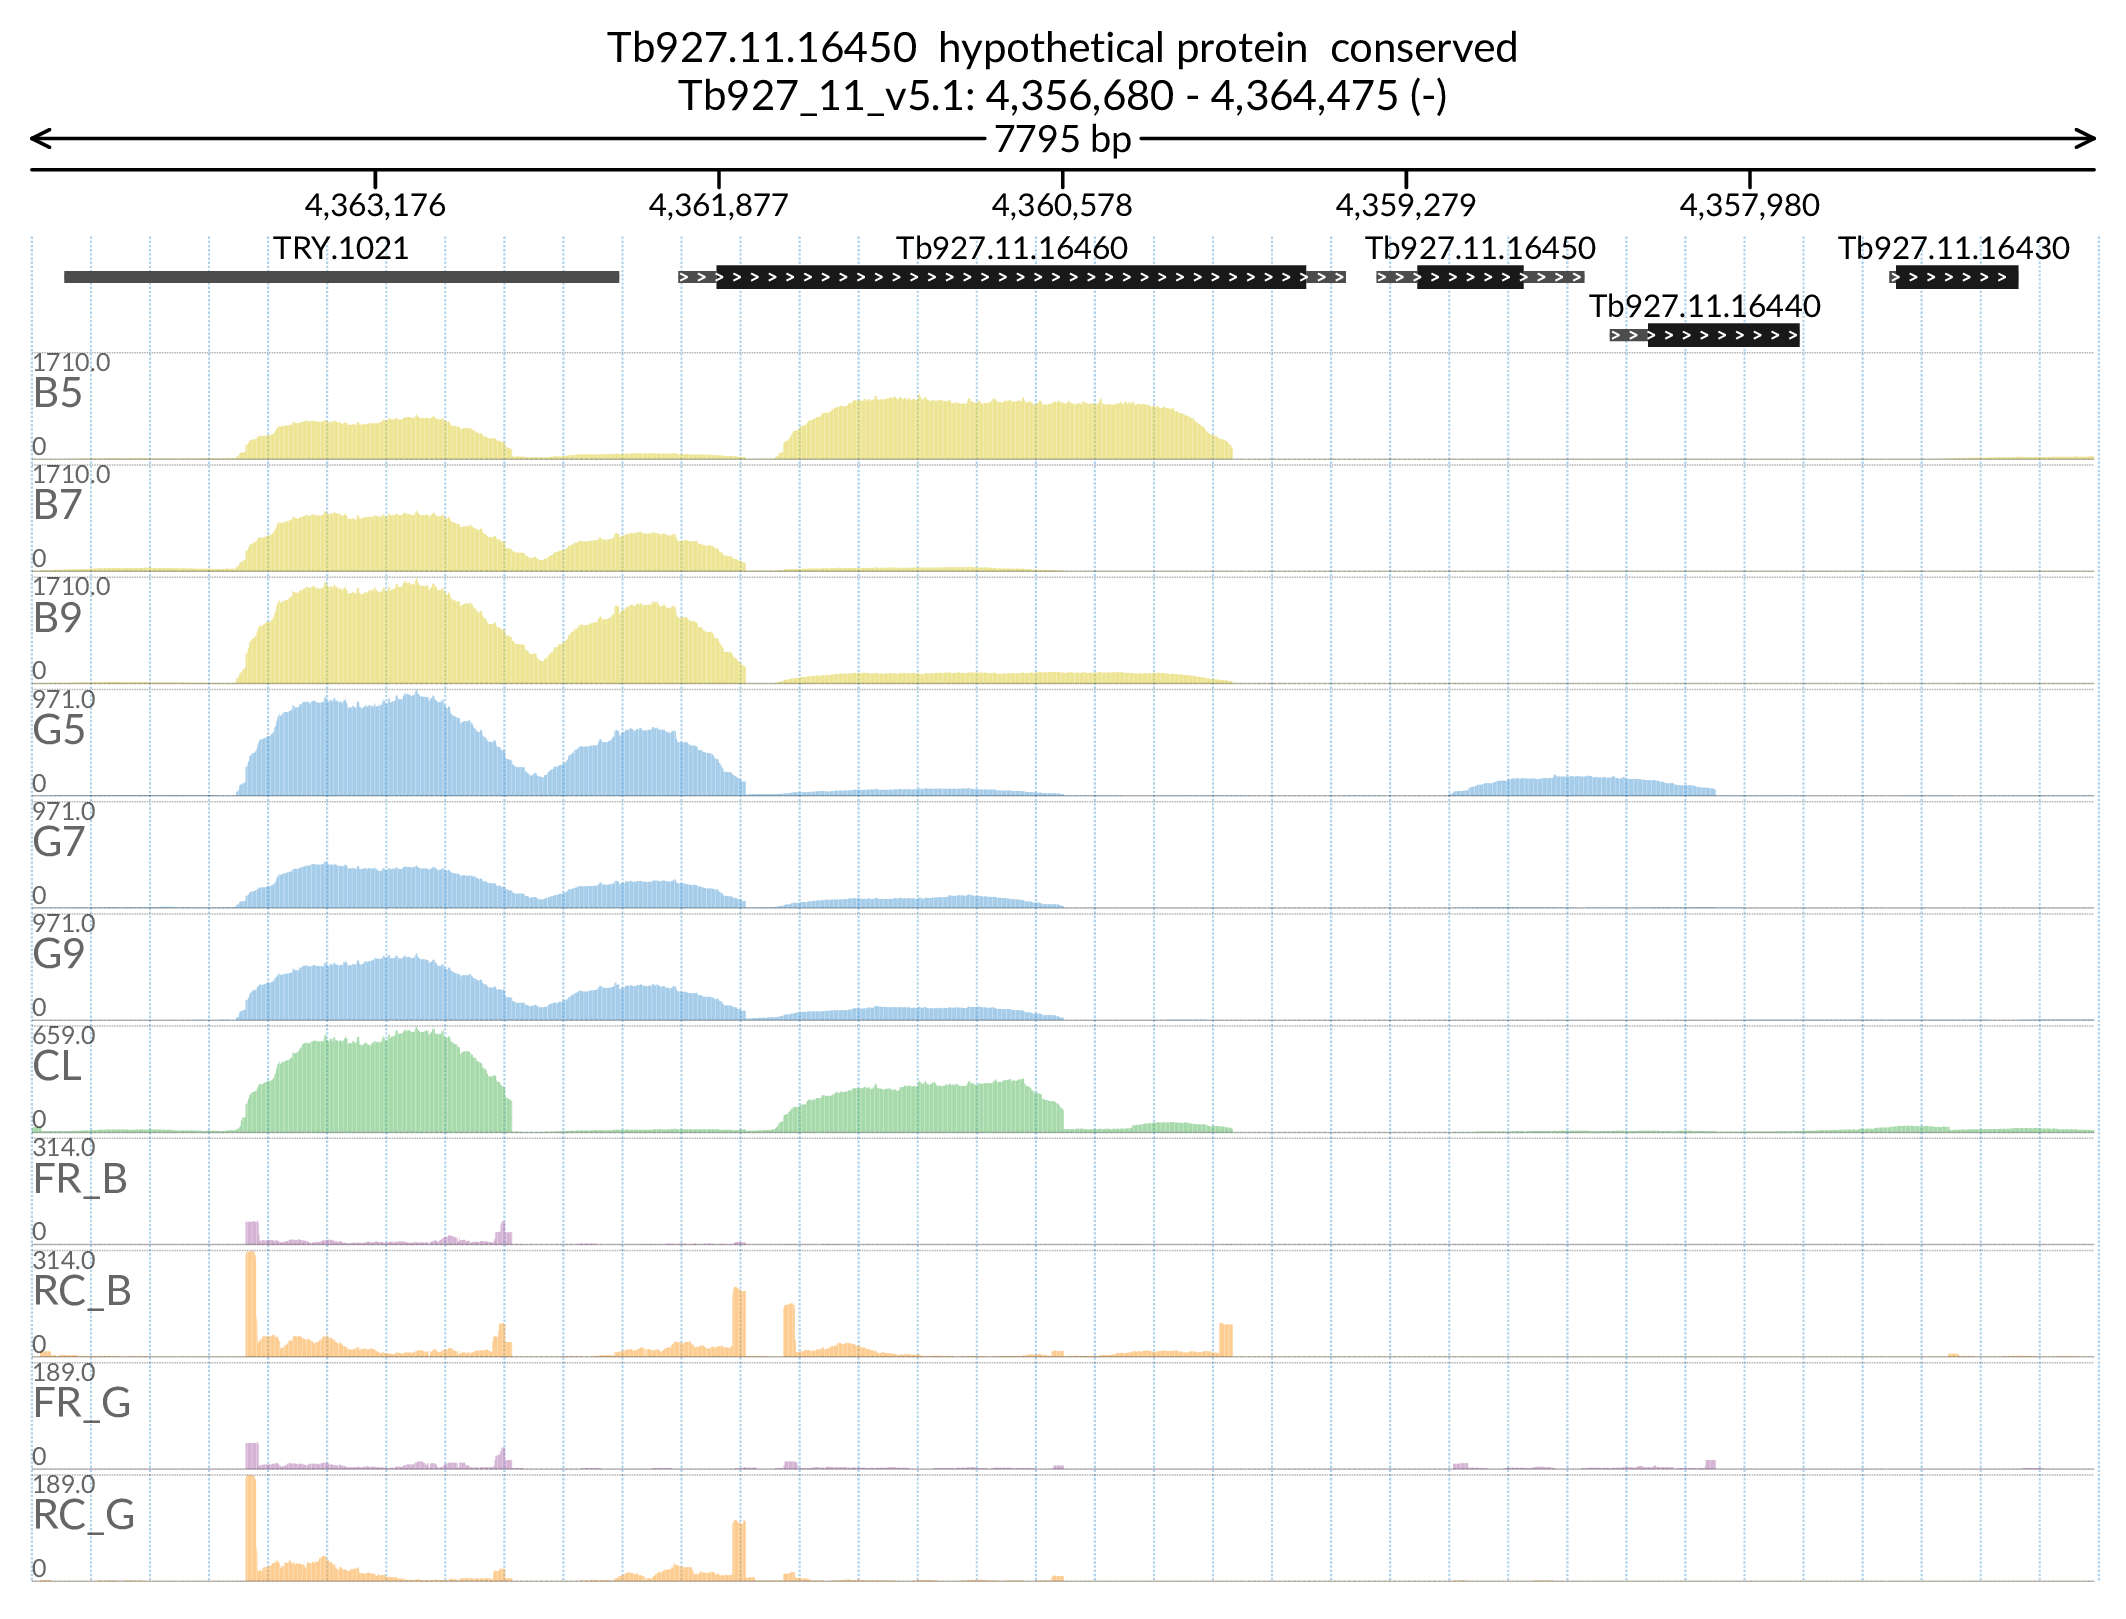 Tb927.11.16450  hypothetical protein  conserved
Tb927_11_v5.1: 4,356,680 - 4,364,475 (-)
7795 bp
4,363,176 4,361,877 4,360,578 4,359,279 4,357,980
TRY.1021 Tb927.11.16460 Tb927.11.16450 Tb927.11.16430
Tb927.11.16440
1710.0
B5
0
1710.0
B7
0
1710.0
B9
0
971.0
G5
0
971.0
G7
0
971.0
G9
0
659.0
CL
0
314.0
FR_B
0
314.0
RC_B
0
189.0
FR_G
0
189.0
RC_G
0